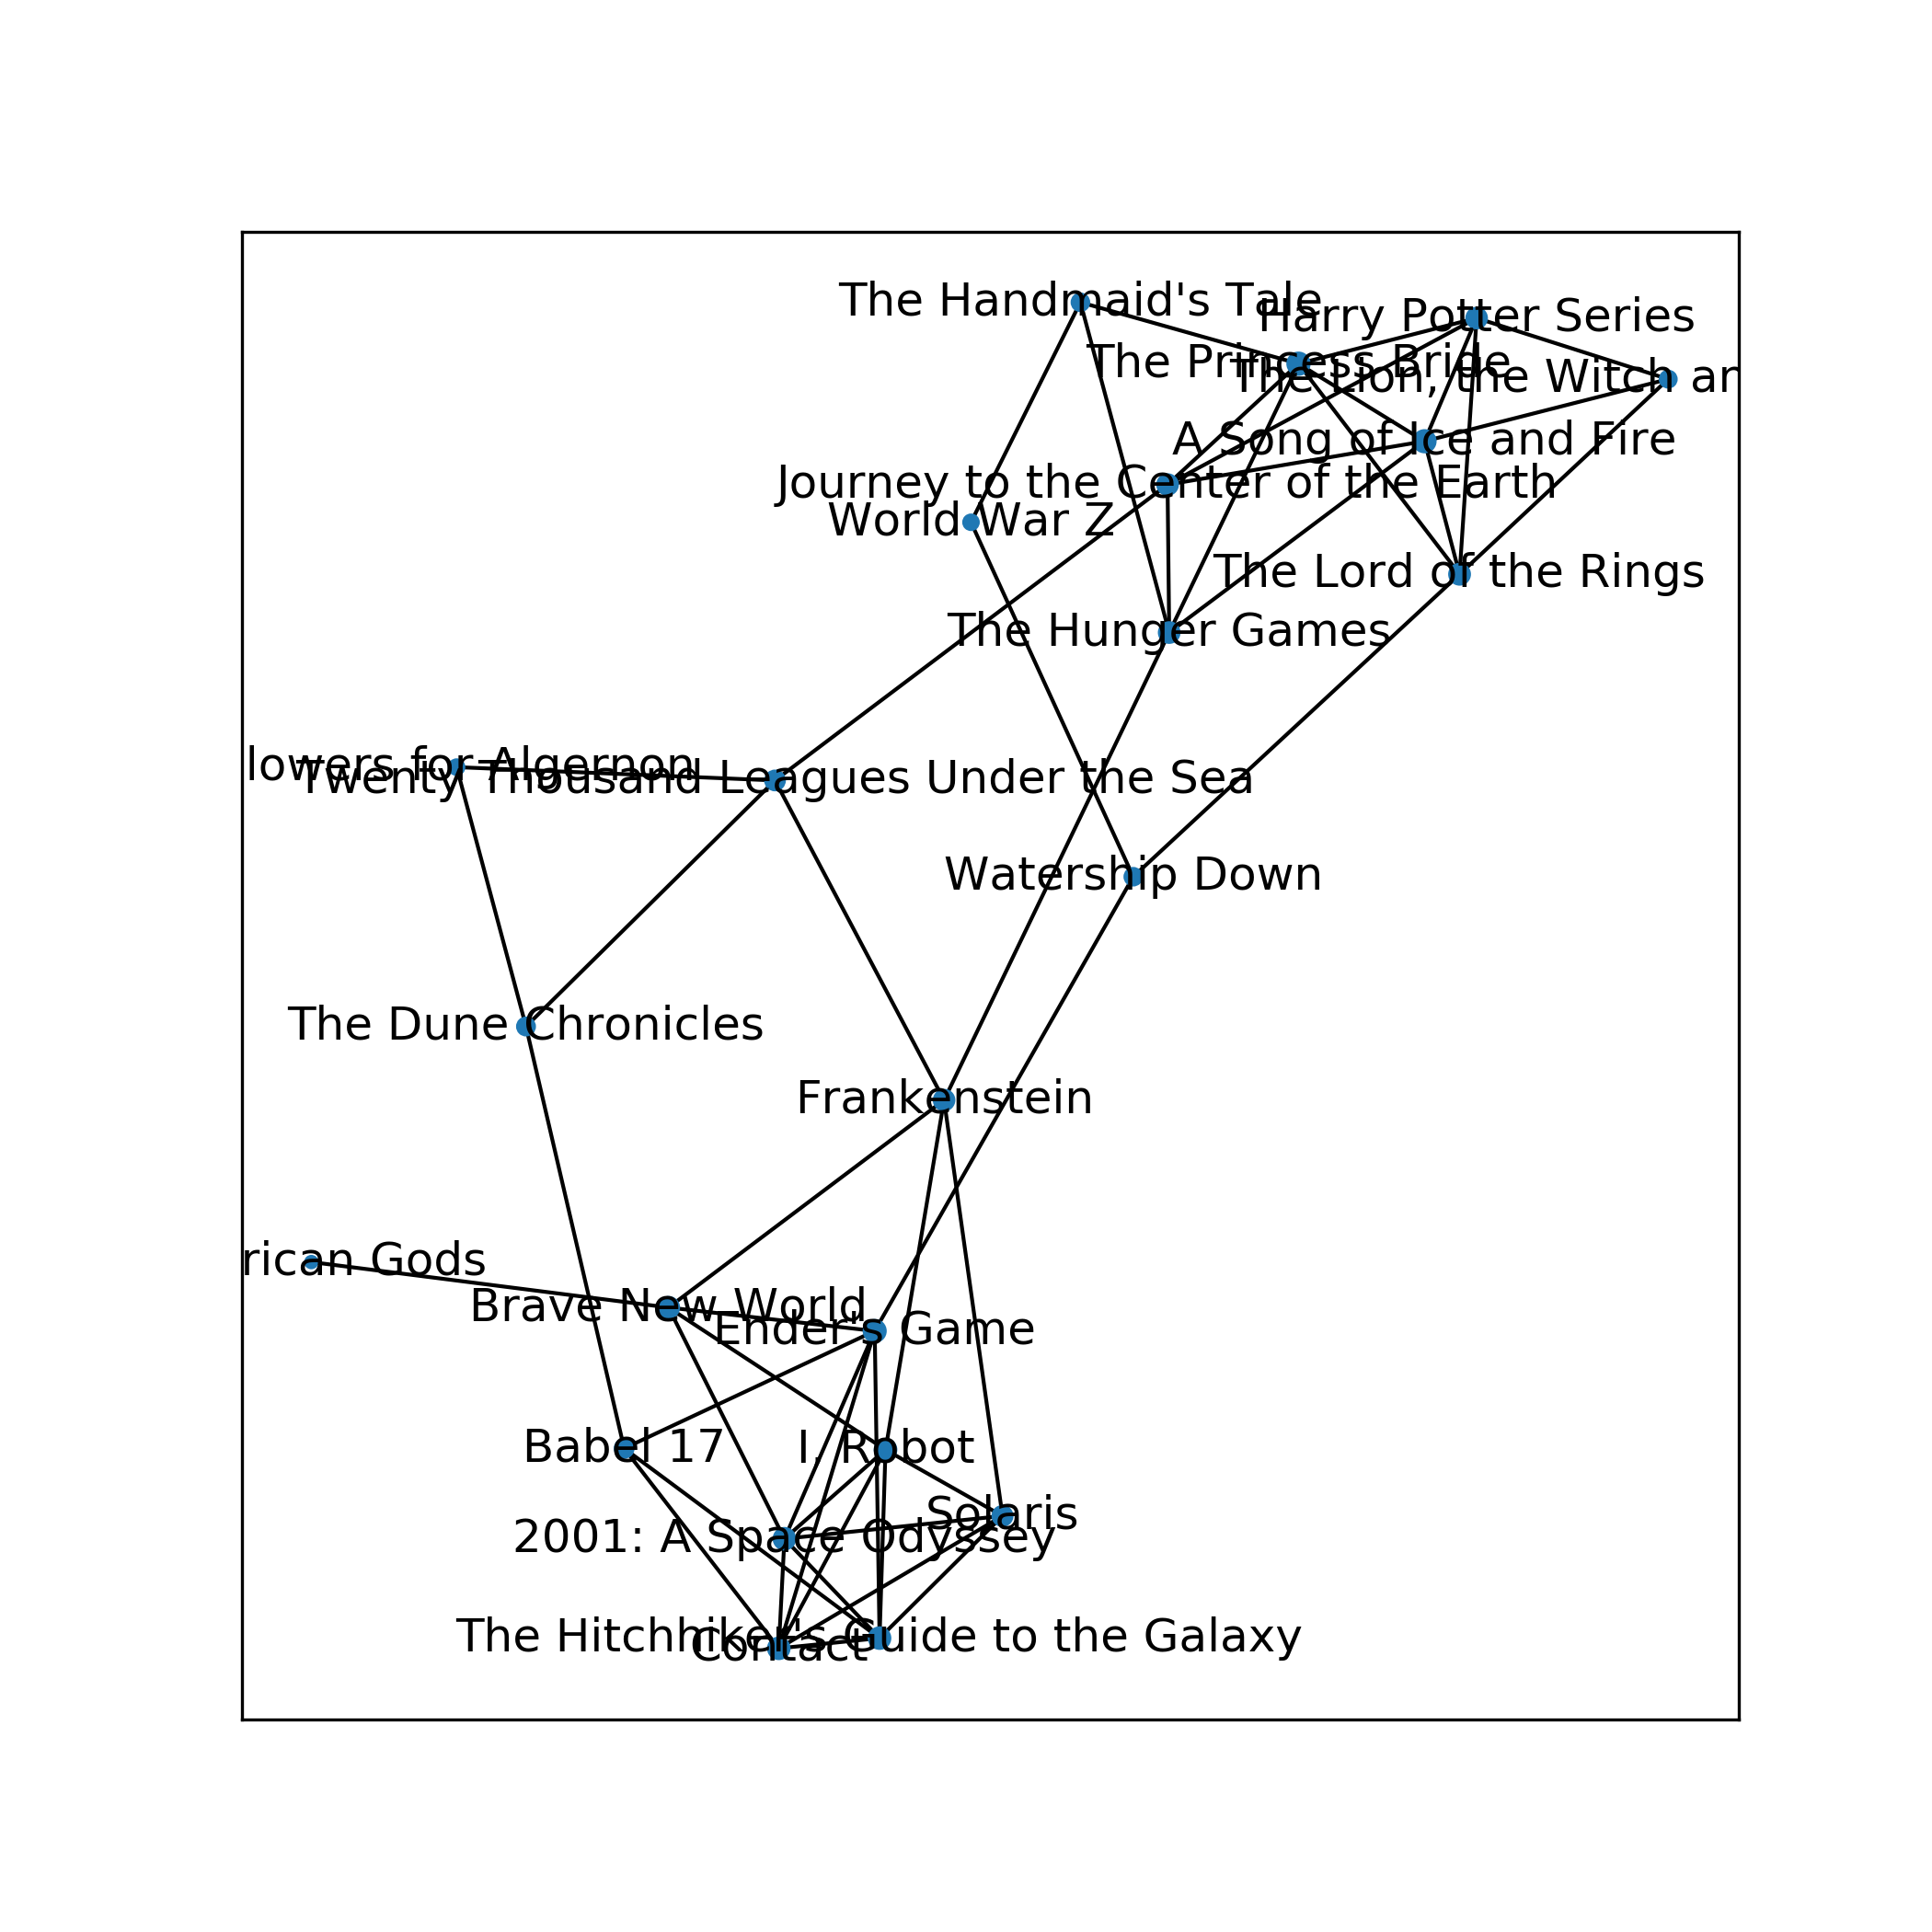 The Handmaid's Tale
Harry Potter Series
The Princess Bride
The Lion, the Witch ar
A Song of Ice and Fire
Journey to the Center of the Earth
World War Z
The Lord of the Rings
The Hunger Games
lowers for Algernon
Twenty Thousand Leagues Under the Sea
Watership Down
The Dune Chronicles
Frankenstein
rican Gods
Brave New World
Ender's Game
Babel 17
I, Robot
Solaris
2001: A Space Odyssey
The Hitchhiker's Guide to the Galaxy
Contact